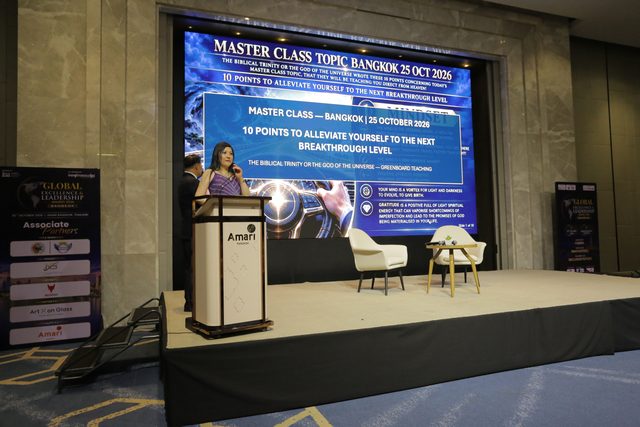 MASTER CLASS TOPIC BANGKOK 25 OCT 2026
THE BIBLICAL TRINITY OR THE GOD OF THE UNIVERSE WROTE THESE 10 POINTS CONCERNING TODAY'S
MASTER CLASS TOPIC, THAT THEY WILL BE TEACHING YOU DIRECT FROM HEAVEN!
10 POINTS TO ALLEVIATE YOURSELF TO THE NEXT BREAKTHROUGH LEVEL
MINDSET
MASTER CLASS — BANGKOK | 25 OCTOBER 2026
10 POINTS TO ALLEVIATE YOURSELF TO THE NEXT
BREAKTHROUGH LEVEL
THE BIBLICAL TRINITY OR THE GOD OF THE UNIVERSE — GREENBOARD TEACHING
YOUR MIND IS A VORTEX FOR LIGHT AND DARKNESS
TO EVOLVE, TO GIVE BIRTH.
GRATITUDE IS A POSITIVE FULL OF LIGHT SPIRITUAL
ENERGY THAT CAN VAPORISE SHORTCOMINGS OF
IMPERFECTION AND LEAD TO THE PROMISES OF GOD
BEING MATERIALISED IN YOUR LIFE.
GLOBAL
EXCELLENCE &
LEADERSHIP
BANGKOK
Associate
Partners
Art on Glass
Amari
Amari
GLOBAL